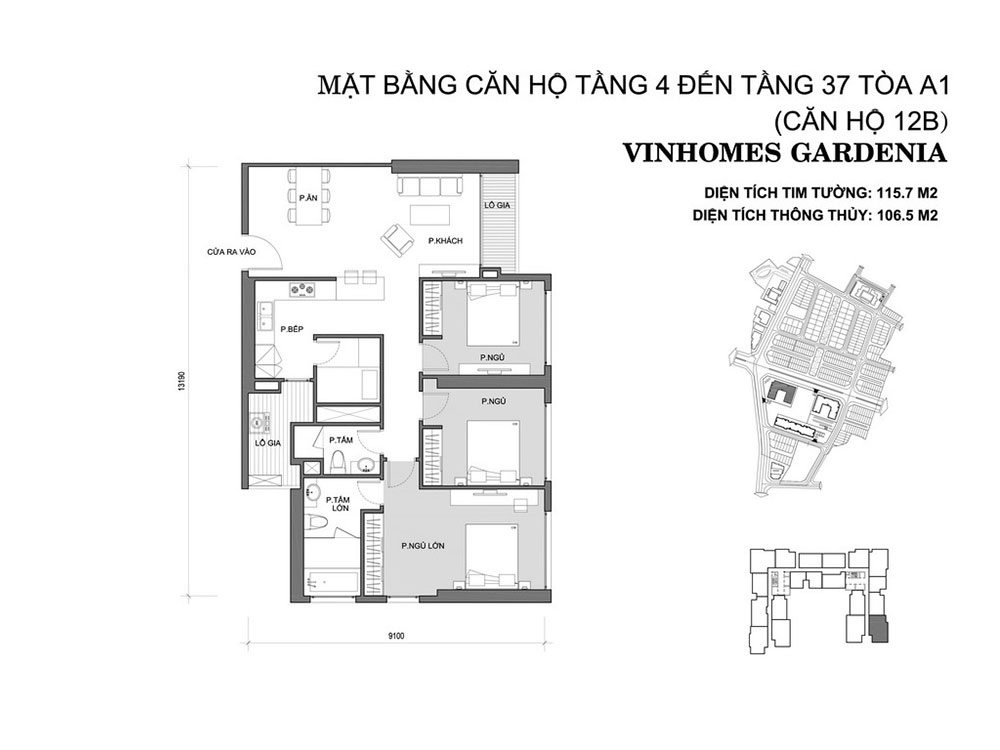 MẶT BẰNG CĂN HỘ TẦNG 4 ĐẾN TẦNG 37 TÒA A1
(CĂN HỘ 12B)
VINHOMES GARDENIA
DIỆN TÍCH TIM TƯỜNG: 115.7 M2
DIỆN TÍCH THÔNG THỦY: 106.5 M2
P.ĂN
LÔ GIA
P.KHÁCH
CỬA RA VÀO
P.BẾP
P.NGỦ
13190
P.NGỦ
P.TẮM
LÔ GIA
P.TẮM
LỚN
P.NGỦ LỚN
9100